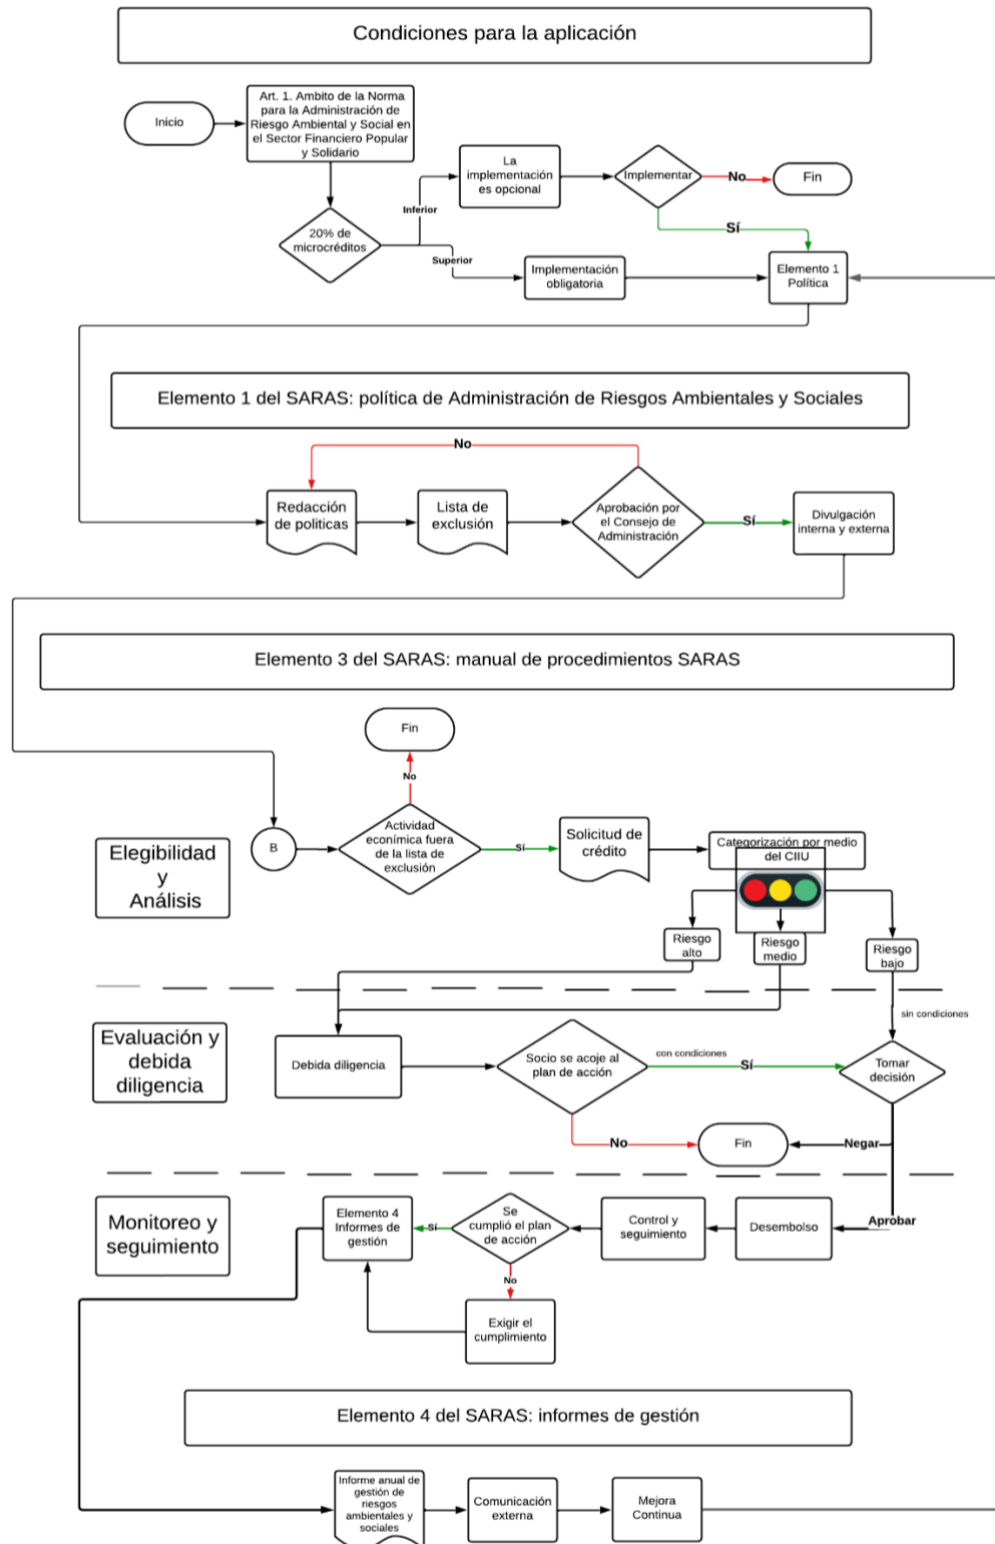 Condiciones para la aplicación
Inicio
Art. 1. Ambito de la Norma
para la Administración de
Riesgo Ambiental y Social en
el Sector Financiero Popular
y Solidario
La
implementación
es opcional
Implementar
No
Fin
Inferior
20% de
microcréditos
Sí
Superior
Implementación
obligatoria
Elemento 1
Política
Elemento 1 del SARAS: política de Administración de Riesgos Ambientales y Sociales
No
Redacción
de politicas
Lista de
exclusión
Aprobación por
el Consejo de
Administración
Sí
Divulgación
interna y externa
Elemento 3 del SARAS: manual de procedimientos SARAS
Fin
No
Elegibilidad
y
Análisis
B
Actividad
económica fuera
de la lista de
exclusión
Sí
Solicitud de
crédito
Categorización por medio
del CIIU
Riesgo
alto
Riesgo
medio
Riesgo
bajo
sin condiciones
Evaluación y
debida
diligencia
Debida diligencia
Socio se acoje al
plan de acción
con condiciones
Sí
Tomar
decisión
No
Fin
Negar
Monitoreo y
seguimiento
Elemento 4
Informes de
gestión
Sí
Se
cumplió el plan
de acción
Control y
seguimiento
Desembolso
Aprobar
No
Exigir el
cumplimiento
Elemento 4 del SARAS: informes de gestión
Informe anual de
gestión de
riesgos
ambientales y
sociales
Comunicación
externa
Mejora
Continua